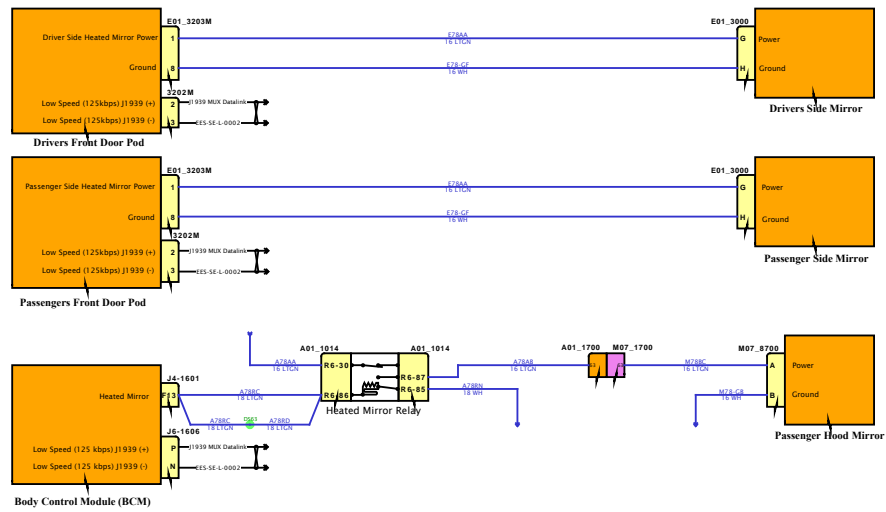 E01_3203M
E01_3000
Driver Side Heated Mirror Power
1
E78AA
16 LTGN
G
Power
Ground
8
E78-GF
16 WH
H
Ground
3202M
Low Speed (125kbps) J1939 (+)
2
J1939 MUX Datalink
Low Speed (125kbps) J1939 (-)
3
EES-SE-L-0002
Drivers Side Mirror
Drivers Front Door Pod
E01_3203M
E01_3000
Passenger Side Heated Mirror Power
1
E78AA
16 LTGN
G
Power
Ground
8
E78-GF
16 WH
H
Ground
3202M
Low Speed (125kbps) J1939 (+)
2
J1939 MUX Datalink
Low Speed (125kbps) J1939 (-)
3
EES-SE-L-0002
Passenger Side Mirror
Passengers Front Door Pod
A01_1014
A01_1014
A01_1700
M07_1700
M07_8700
A78AA
16 LTGN
R6-30
R6-87
A78AB
16 LTGN
M78BC
16 LTGN
A
Power
J4-1601
Heated Mirror
F13
A78RC
18 LTGN
R6-86
R6-85
A78RN
18 WH
M78-GB
16 WH
B
Ground
Heated Mirror Relay
A78RC
18 LTGN
A78RD
18 LTGN
Passenger Hood Mirror
J6-1606
Low Speed (125 kbps) J1939 (+)
P
J1939 MUX Datalink
Low Speed (125 kbps) J1939 (-)
N
EES-SE-L-0002
Body Control Module (BCM)